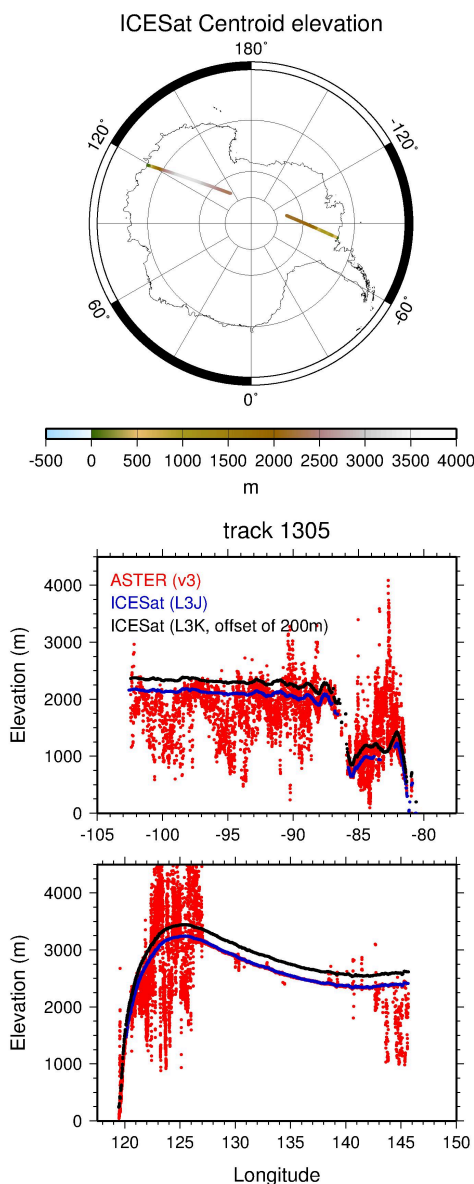 ICESat Centroid elevation
180°
120°
-120°
60°
-60°
0°
-500 0 500 1000 1500 2000 2500 3000 3500 4000
m
track 1305
ASTER (v3)
ICESat (L3J)
ICESat (L3K, offset of 200m)
Elevation (m)
4000
3000
2000
1000
0
-105 -100 -95 -90 -85 -80
Elevation (m)
4000
3000
2000
1000
0
120 125 130 135 140 145 150
Longitude